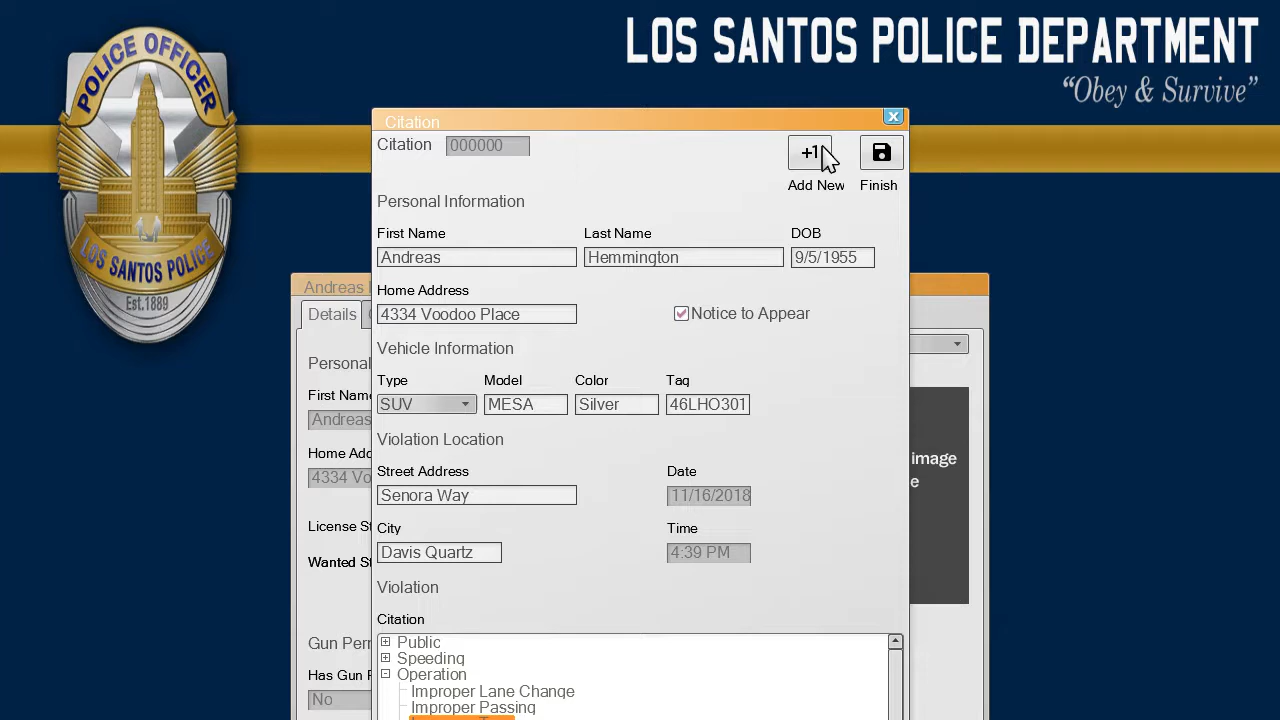 POLICE OFFICER
LOS SANTOS POLICE
Est.1889
LOS SANTOS POLICE DEPARTMENT
“Obey & Survive”
Citation
Citation 000000
+1
Add New Finish
Personal Information
First Name Last Name DOB
Andreas Hemmington 9/5/1955
Home Address
4334 Voodoo Place Notice to Appear
Vehicle Information
Type Model Color Tag
SUV MESA Silver 46LHO301
Violation Location
Street Address Date
Senora Way 11/16/2018
City Time
Davis Quartz 4:39 PM
Violation
Citation
Public
Speeding
Operation
Improper Lane Change
Improper Passing
Andreas
Details
Personal
First Name
Andreas
Home Add
4334 Vo
License St
Wanted St
Gun Perr
Has Gun
No
image
e